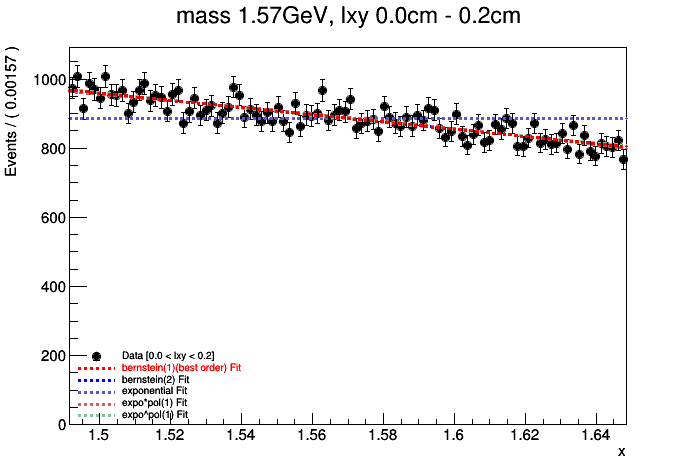 mass 1.57GeV, lxy 0.0cm - 0.2cm
Events / ( 0.00157 )
1000
800
600
400
200
0
Data [0.0 < lxy < 0.2]
bernstein(1)(best order) Fit
bernstein(2) Fit
exponential Fit
expo*pol(1) Fit
expo^pol(1) Fit
1.5 1.52 1.54 1.56 1.58 1.6 1.62 1.64
x